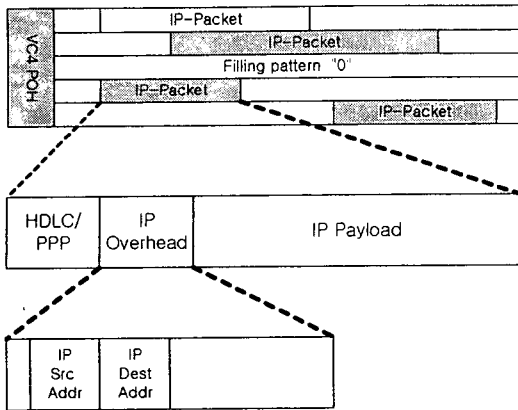 VC4 POH
IP-Packet
IP-Packet
Filling pattern "0"
IP-Packet
IP-Packet
HDLC/
PPP
IP
Overhead
IP Payload
IP
Src
Addr
IP
Dest
Addr